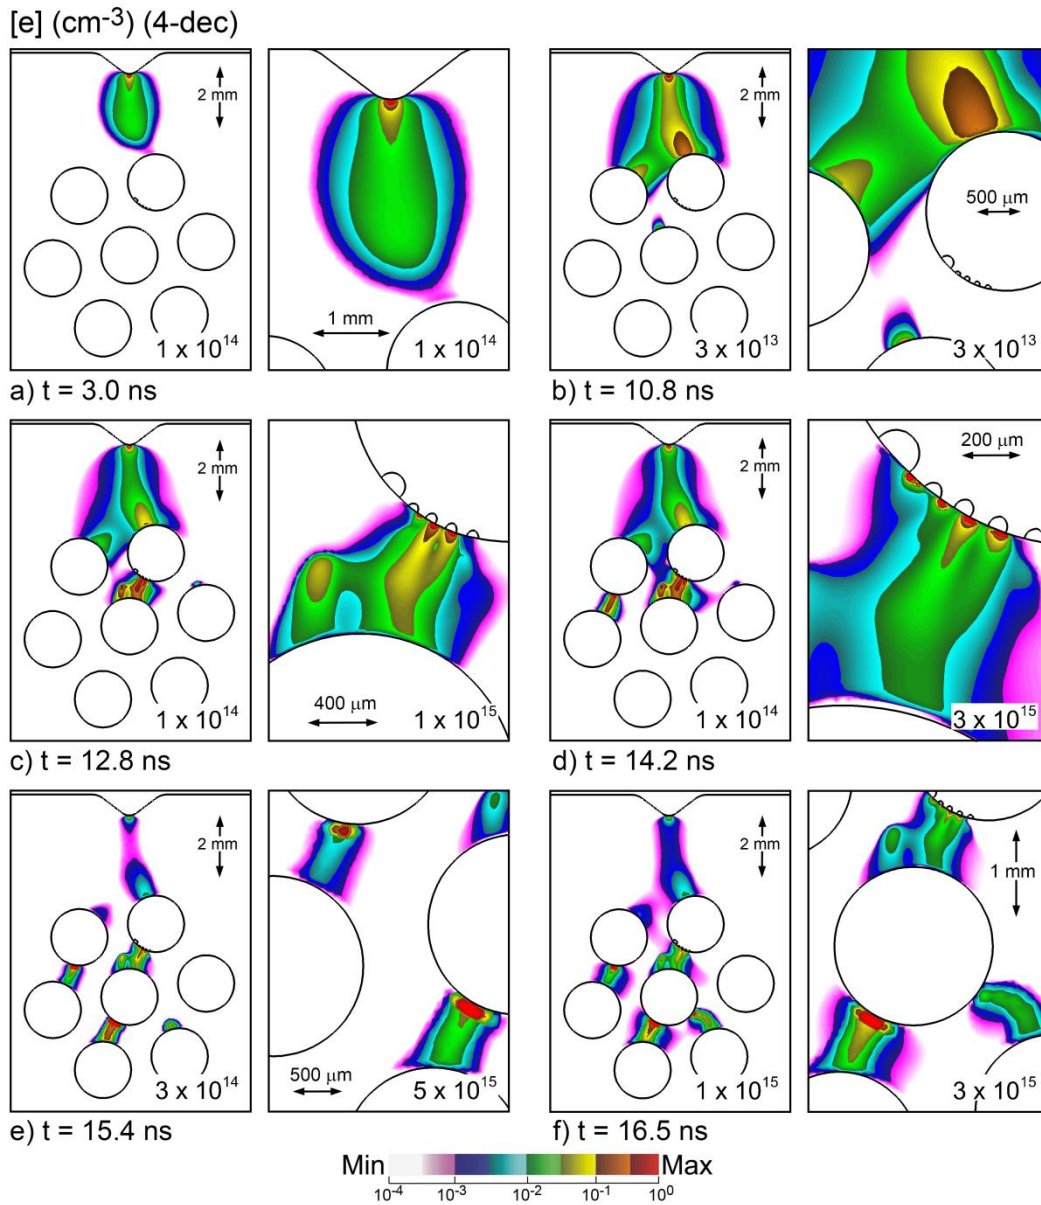 [e] (cm-3) (4-dec)
2 mm
1 x 10^14
1 mm
1 x 10^14
2 mm
3 x 10^13
500 μm
3 x 10^13
a) t = 3.0 ns
b) t = 10.8 ns
2 mm
1 x 10^14
400 μm
1 x 10^15
2 mm
1 x 10^14
200 μm
3 x 10^15
c) t = 12.8 ns
d) t = 14.2 ns
2 mm
3 x 10^14
500 μm
5 x 10^15
2 mm
1 x 10^15
1 mm
3 x 10^15
e) t = 15.4 ns
f) t = 16.5 ns
Min Max
10^-4 10^-3 10^-2 10^-1 10^0